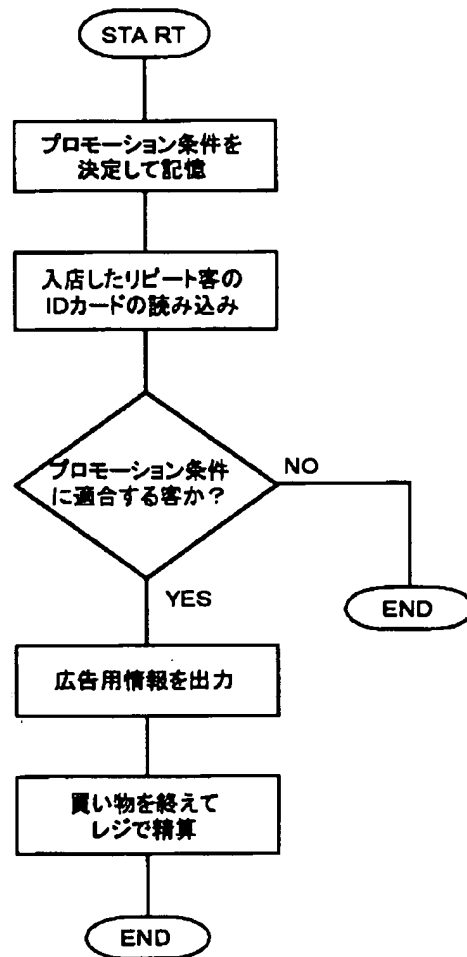 START
プロモーション条件を
決定して記憶
入店したリピート客の
IDカードの読み込み
プロモーション条件
に適合する客か？
NO
YES
END
広告用情報を出力
買い物を終えて
レジで精算
END